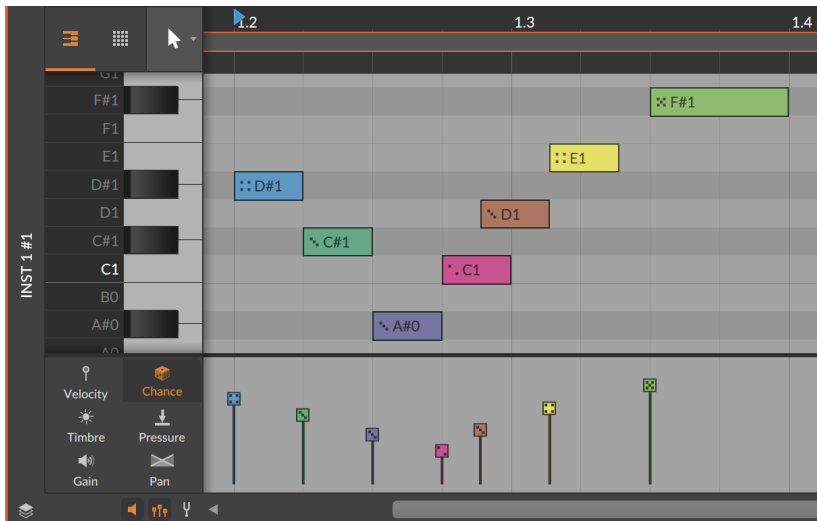 1.2 1.3 1.4
G1
F#1 F#1
F1
E1 E1
D#1 D#1
D1 D1
C#1 C#1
C1 C1
B0
A#0 A#0
A0
INST 1 #1
Velocity Chance
Timbre Pressure
Gain Pan